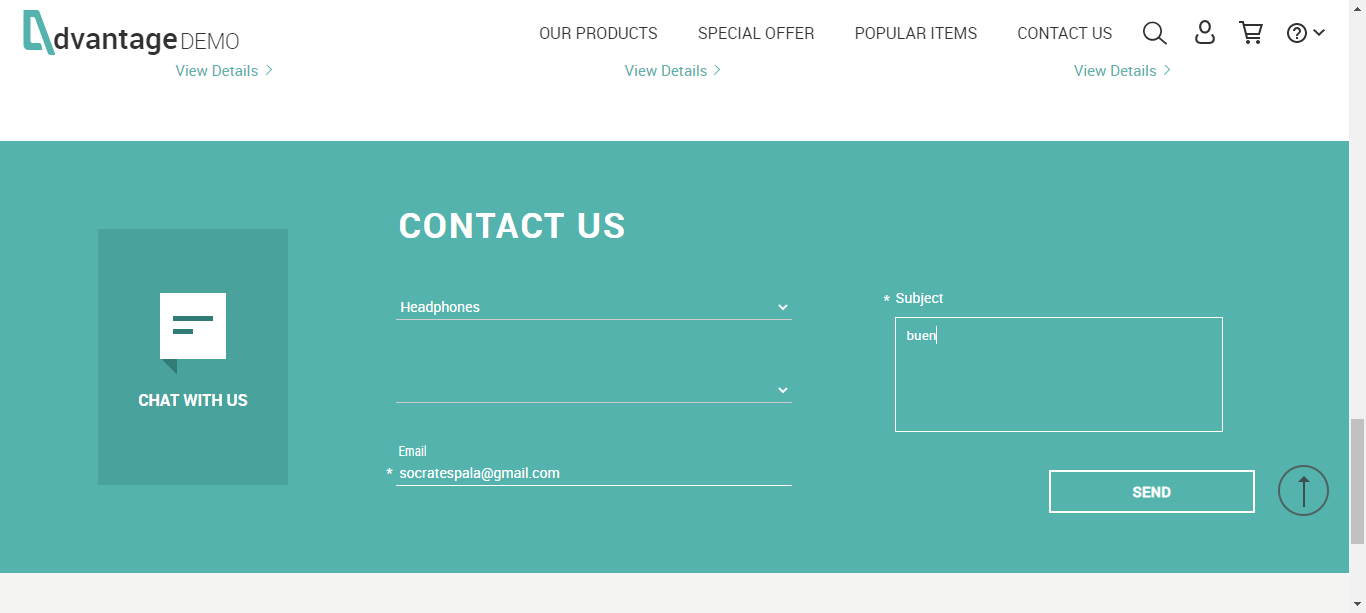 dvantage DEMO
OUR PRODUCTS SPECIAL OFFER POPULAR ITEMS CONTACT US
View Details View Details View Details
CONTACT US
CHAT WITH US
Headphones
Email
* socratespala@gmail.com
* Subject
buen
SEND